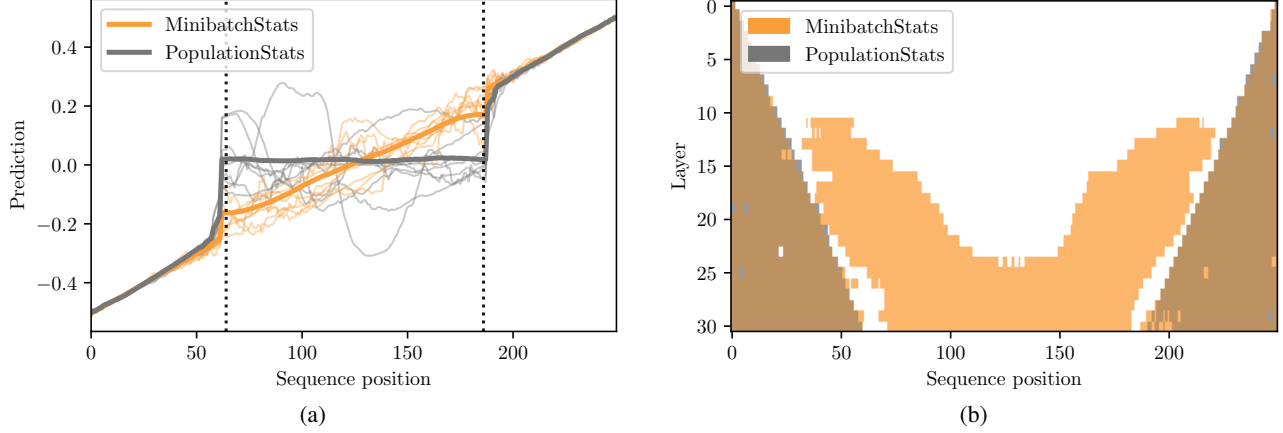 MinibatchStats
PopulationStats
0.4
0.2
0.0
−0.2
−0.4
Prediction
0
50
100
150
200
Sequence position
(a)
MinibatchStats
PopulationStats
0
5
10
15
20
25
30
Layer
0
50
100
150
200
Sequence position
(b)